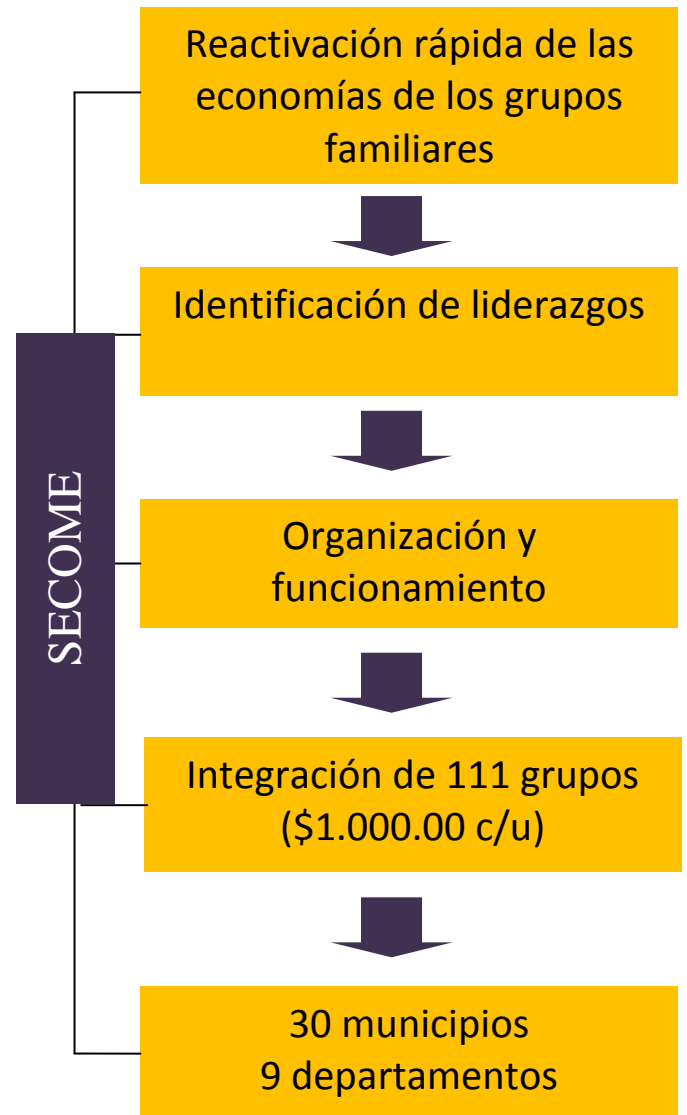 Reactivación rápida de las
economías de los grupos
familiares
Identificación de liderazgos
SECOME
Organización y
funcionamiento
Integración de 111 grupos
($1.000.00 c/u)
30 municipios
9 departamentos